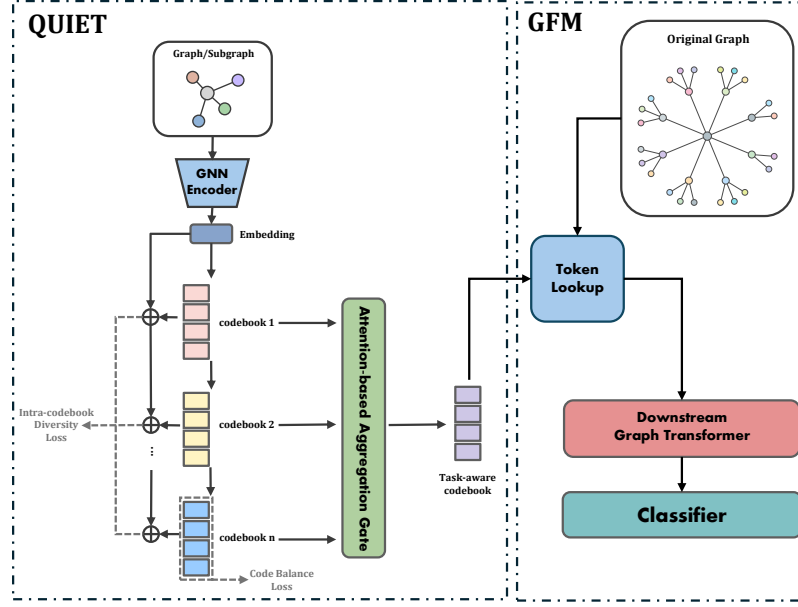 QUIET
Graph/Subgraph
GNN
Encoder
Embedding
codebook 1
Intra-codebook
Diversity
Loss
codebook 2
...
codebook n
Code Balance
Loss
Attention-based Aggregation Gate
Task-aware
codebook
GFM
Original Graph
Token
Lookup
Downstream
Graph Transformer
Classifier